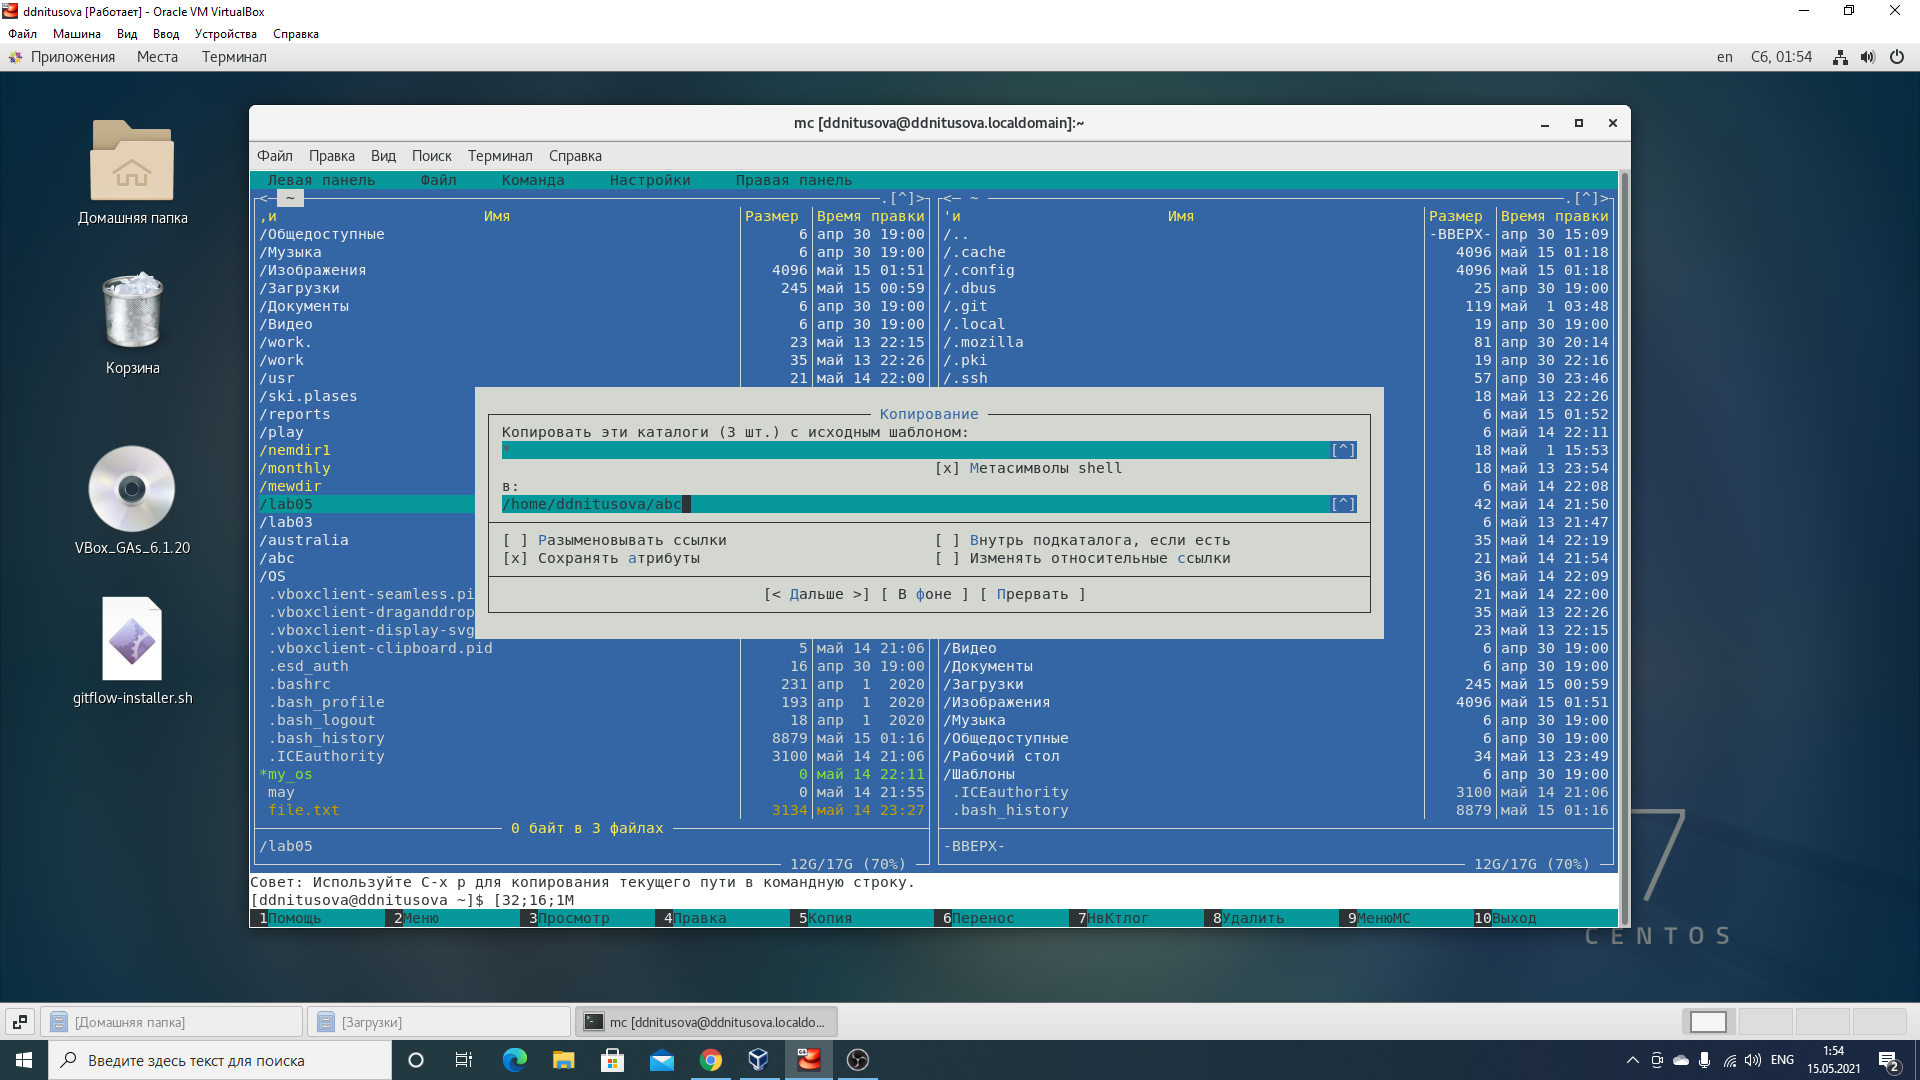 ddnitusova [Работает] - Oracle VM VirtualBox
Файл Машина Вид Ввод Устройства Справка
Приложения Места Терминал en Сб, 01:54
mc [ddnitusova@ddnitusova.localdomain]:~
Файл Правка Вид Поиск Терминал Справка
Левая панель Файл Команда Настройки Правая панель
<─ ~ .[^]> <─ ~ .[^]>
,и Имя Размер Время правки 'и Имя Размер Время правки
/Общедоступные 6 апр 30 19:00 /.. -ВВЕРХ- апр 30 15:09
/Музыка 6 апр 30 19:00 /.cache 4096 май 15 01:18
/Изображения 4096 май 15 01:51 /.config 4096 май 15 01:18
/Загрузки 245 май 15 00:59 /.dbus 25 апр 30 19:00
/Документы 6 апр 30 19:00 /.git 119 май 1 03:48
/Видео 6 апр 30 19:00 /.local 19 апр 30 19:00
/work. 23 май 13 22:15 /.mozilla 81 апр 30 20:14
/work 35 май 13 22:26 /.pki 19 апр 30 22:16
/usr 21 май 14 22:00 /.ssh 57 апр 30 23:46
/ski.plases 18 май 13 22:26
/reports 6 май 15 01:52
/play 6 май 14 22:11
/nemdir1 18 май 1 15:53
/monthly 18 май 13 23:54
/mewdir 6 май 14 22:08
/lab05 42 май 14 21:50
/lab03 6 май 13 21:47
/australia 35 май 14 22:19
/abc 21 май 14 21:54
/OS 36 май 14 22:09
.vboxclient-seamless.pi 21 май 14 22:00
.vboxclient-draganddrop 35 май 13 22:26
.vboxclient-display-svg 23 май 13 22:15
Копирование
Копировать эти каталоги (3 шт.) с исходным шаблоном:
* [^]
[x] Метасимволы shell
в:
/home/ddnitusova/abc [^]
[ ] Разыменовывать ссылки [ ] Внутрь подкаталога, если есть
[x] Сохранять атрибуты [ ] Изменять относительные ссылки
[< Дальше >] [ В фоне ] [ Прервать ]
.vboxclient-clipboard.pid 5 май 14 21:06 /Видео 6 апр 30 19:00
.esd_auth 16 апр 30 19:00 /Документы 6 апр 30 19:00
.bashrc 231 апр 1 2020 /Загрузки 245 май 15 00:59
.bash_profile 193 апр 1 2020 /Изображения 4096 май 15 01:51
.bash_logout 18 апр 1 2020 /Музыка 6 апр 30 19:00
.bash_history 8879 май 15 01:16 /Общедоступные 6 апр 30 19:00
.ICEauthority 3100 май 14 21:06 /Рабочий стол 34 май 13 23:49
*my_os 0 май 14 22:11 /Шаблоны 6 апр 30 19:00
may 0 май 14 21:55 .ICEauthority 3100 май 14 21:06
file.txt 3134 май 14 23:27 .bash_history 8879 май 15 01:16
0 байт в 3 файлах
/lab05 -ВВЕРХ-
12G/17G (70%) 12G/17G (70%)
Совет: Используйте C-x p для копирования текущего пути в командную строку.
[ddnitusova@ddnitusova ~]$ [32;16;1M
1Помощь 2Меню 3Просмотр 4Правка 5Копия 6Перенос 7НвКтлог 8Удалить 9МенюМС 10Выход
Домашняя папка
Корзина
VBox_GAs_6.1.20
gitflow-installer.sh
7
CENTOS
[Домашняя папка] [Загрузки] mc [ddnitusova@ddnitusova.localdo...
Введите здесь текст для поиска ENG 1:54
15.05.2021 2